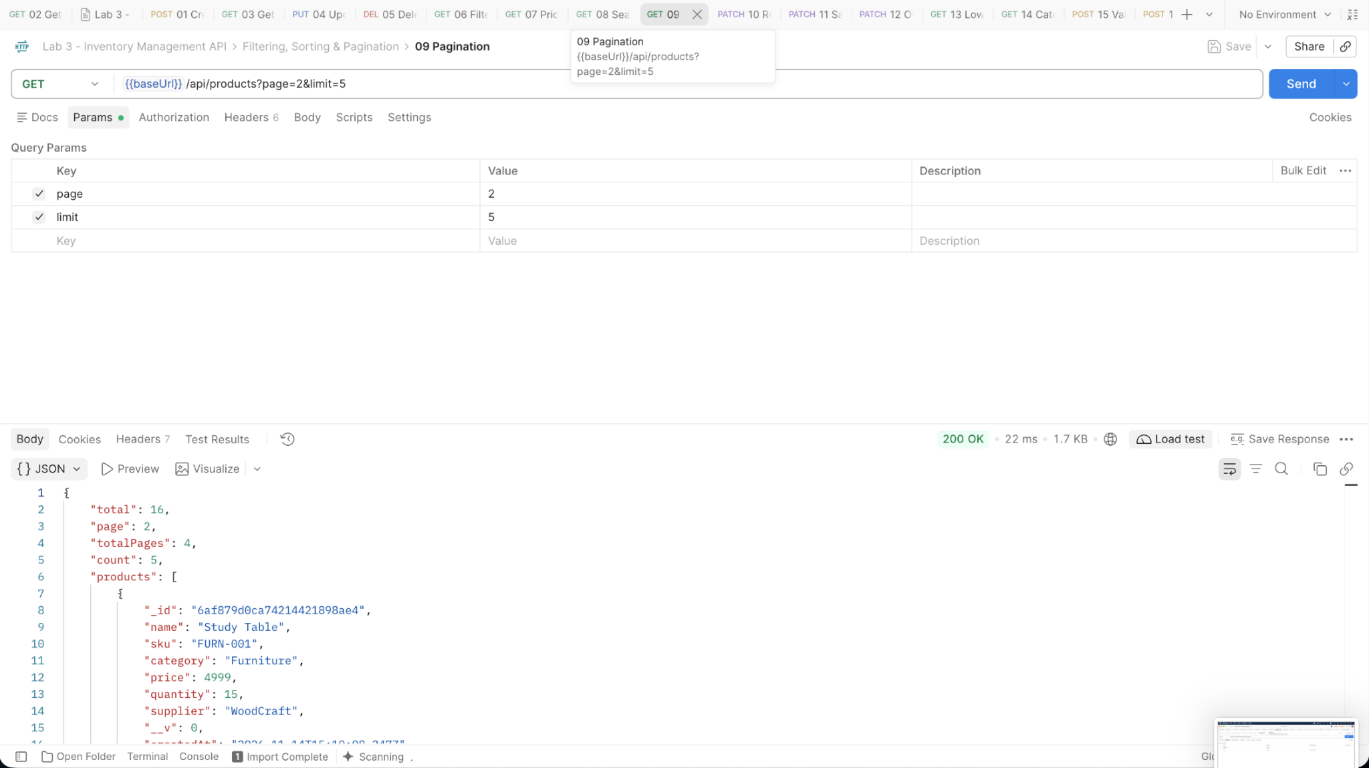 GET 02 Get Lab 3 - POST 01 Cr GET 03 Get PUT 04 Upd DEL 05 Del GET 06 Filt GET 07 Pric GET 08 Sea GET 09 PATCH 10 R PATCH 11 Sa PATCH 12 O GET 13 Low GET 14 Cat POST 15 Val POST 1 No Environment
HTTP Lab 3 - Inventory Management API > Filtering, Sorting & Pagination > 09 Pagination Save Share
09 Pagination
{{baseUrl}}/api/products?
page=2&limit=5
GET {{baseUrl}} /api/products?page=2&limit=5 Send
Docs Params Authorization Headers 6 Body Scripts Settings Cookies
Query Params
Key Value Description Bulk Edit
page 2
limit 5
Key Value Description
Body Cookies Headers 7 Test Results 200 OK • 22 ms • 1.7 KB Load test e.g. Save Response
{} JSON Preview Visualize
1 {
2 "total": 16,
3 "page": 2,
4 "totalPages": 4,
5 "count": 5,
6 "products": [
7 {
8 "_id": "6af879d0ca74214421898ae4",
9 "name": "Study Table",
10 "sku": "FURN-001",
11 "category": "Furniture",
12 "price": 4999,
13 "quantity": 15,
14 "supplier": "WoodCraft",
15 "__v": 0,
Open Folder Terminal Console 1 Import Complete Scanning .